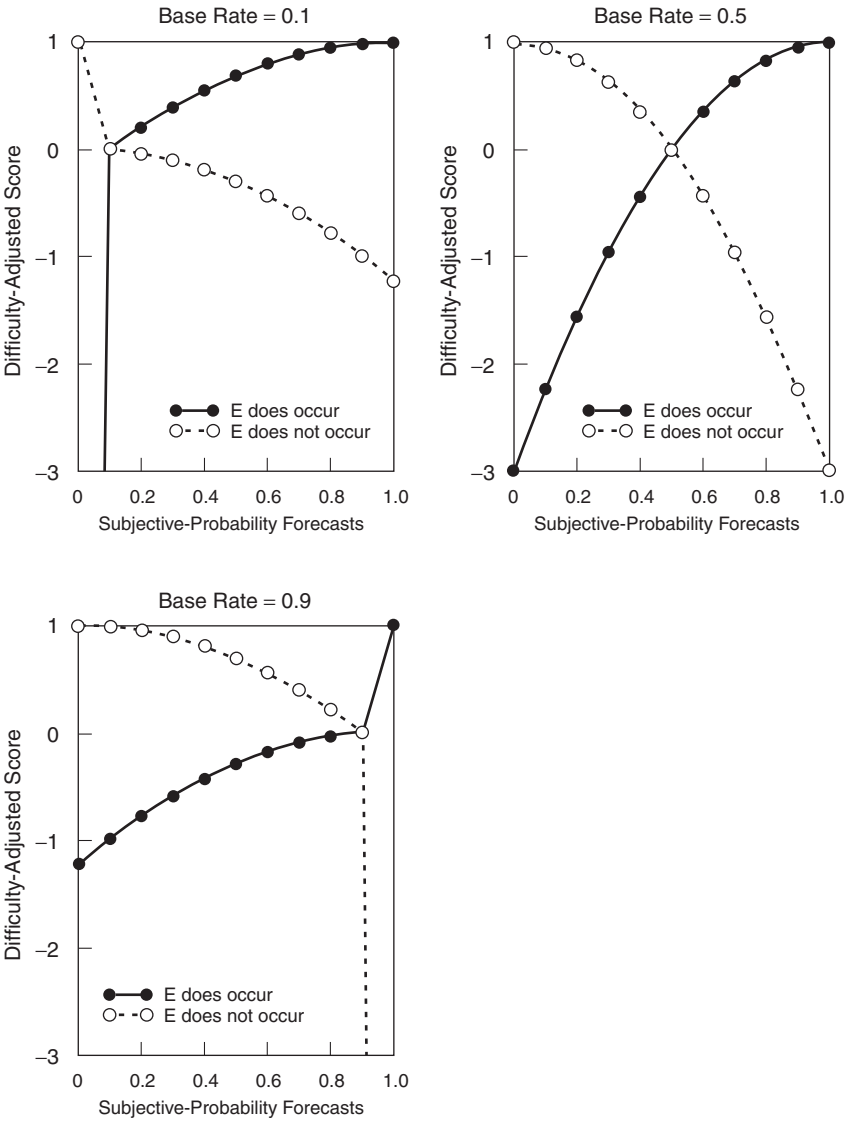 Base Rate = 0.1
1
0
−1
−2
−3
Difficulty-Adjusted Score
E does occur
E does not occur
0 0.2 0.4 0.6 0.8 1.0
Subjective-Probability Forecasts
Base Rate = 0.5
1
0
−1
−2
−3
Difficulty-Adjusted Score
E does occur
E does not occur
0 0.2 0.4 0.6 0.8 1.0
Subjective-Probability Forecasts
Base Rate = 0.9
1
0
−1
−2
−3
Difficulty-Adjusted Score
E does occur
E does not occur
0 0.2 0.4 0.6 0.8 1.0
Subjective-Probability Forecasts